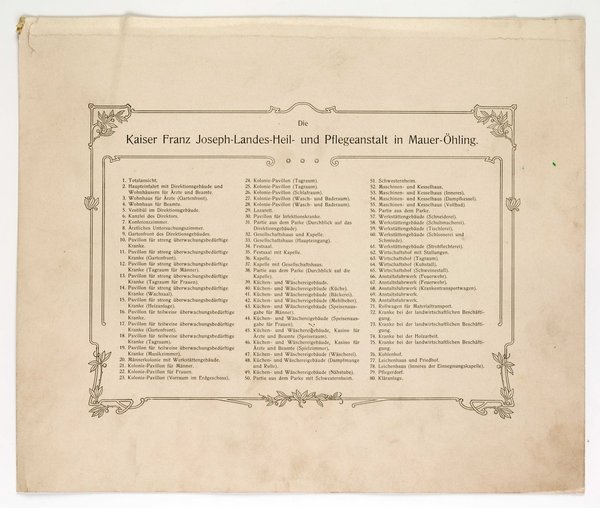 Die
Kaiser Franz Joseph-Landes-Heil- und Pflegeanstalt in Mauer-Öhling.
1. Totalansicht.
2. Haupteinfahrt mit Direktionsgebäude und
Wohnhäusern für Ärzte und Beamte.
3. Wohnhaus für Ärzte (Gartenfront).
4. Wohnhaus für Beamte.
5. Vestibül im Direktionsgebäude.
6. Kanzlei des Direktors.
7. Konferenzzimmer.
8. Ärztliches Untersuchungszimmer.
9. Gartenfront des Direktionsgebäudes.
10. Pavillon für streng überwachungsbedürftige
Kranke.
11. Pavillon für streng überwachungsbedürftige
Kranke (Gartenfront).
12. Pavillon für streng überwachungsbedürftige
Kranke (Tagraum für Männer).
13. Pavillon für streng überwachungsbedürftige
Kranke (Tagraum für Frauen).
14. Pavillon für streng überwachungsbedürftige
Kranke (Wachsaal).
15. Pavillon für streng überwachungsbedürftige
Kranke (Heizanlage).
16. Pavillon für teilweise überwachungsbedürftige
Kranke.
17. Pavillon für teilweise überwachungsbedürftige
Kranke (Gartenfront).
18. Pavillon für teilweise überwachungsbedürftige
Kranke (Tagraum).
19. Pavillon für teilweise überwachungsbedürftige
Kranke (Musikzimmer).
20. Männerkolonie mit Werkstättengebäude.
21. Kolonie-Pavillon für Männer.
22. Kolonie-Pavillon für Frauen.
23. Kolonie-Pavillon (Vorraum im Erdgeschoss).
24. Kolonie-Pavillon (Tagraum).
25. Kolonie-Pavillon (Tagraum).
26. Kolonie-Pavillon (Schlafraum).
27. Kolonie-Pavillon (Wasch- und Baderaum).
28. Kolonie-Pavillon (Wasch- und Baderaum).
29. Lazarett.
30. Pavillon für Infektionskranke.
31. Partie aus dem Parke (Durchblick auf das
Direktionsgebäude).
32. Gesellschaftshaus und Kapelle.
33. Gesellschaftshaus (Haupteingang).
34. Festsaal.
35. Festsaal mit Kapelle.
36. Kapelle.
37. Kapelle mit Gesellschaftshaus.
38. Partie aus dem Parke (Durchblick auf die
Kapelle).
39. Küchen- und Wäschereigebäude.
40. Küchen- und Wäschereigebäude (Küche).
41. Küchen- und Wäschereigebäude (Bäckerei).
42. Küchen- und Wäschereigebäude (Mehlbeber).
43. Küchen- und Wäschereigebäude (Speisenaus-
gabe für Männer).
44. Küchen- und Wäschereigebäude (Speisenaus-
gabe für Frauen).
45. Küchen- und Wäschereigebäude, Kasino für
Ärzte und Beamte (Speiseraum).
46. Küchen- und Wäschereigebäude, Kasino für
Ärzte und Beamte (Spielzimmer).
47. Küchen- und Wäschereigebäude (Wäscherei).
48. Küchen- und Wäschereigebäude (Dampfmange
und Rolle).
49. Küchen- und Wäschereigebäude (Nähstube).
50. Partie aus dem Parke mit Schwesternheim.
51. Schwesternheim.
52. Maschinen- und Kesselhaus.
53. Maschinen- und Kesselhaus (Inneres).
54. Maschinen- und Kesselhaus (Dampfkessel).
55. Maschinen- und Kesselhaus (Vollbad).
56. Partie aus dem Parke.
57. Werkstättengebäude (Schneiderei).
58. Werkstättengebäude (Schuhmacherei).
59. Werkstättengebäude (Tischlerei).
60. Werkstättengebäude (Schlosserei und
Schmiede).
61. Werkstättengebäude (Strohflechterei).
62. Wirtschaftshof mit Stallungen.
63. Wirtschaftshof (Tagraum).
64. Wirtschaftshof (Kuhstall).
65. Wirtschaftshof (Schweinestall).
66. Anstaltsfuhrwerk (Feuerwehr).
67. Anstaltsfuhrwerk (Feuerwehr).
68. Anstaltsfuhrwerk (Krankentransportwagen).
69. Anstaltsfuhrwerk.
70. Anstaltsfuhrwerk.
71. Rollwagen für Materialtransport.
72. Kranke bei der landwirtschaftlichen Beschäfti-
gung.
73. Kranke bei der landwirtschaftlichen Beschäfti-
gung.
74. Kranke bei der Holzarbeit.
75. Kranke bei der landwirtschaftlichen Beschäfti-
gung.
76. Kohlenhof.
77. Leichenhaus und Friedhof.
78. Leichenhaus (Inneres der Einsegnungskapelle).
79. Pflegerdorf.
80. Kläranlage.